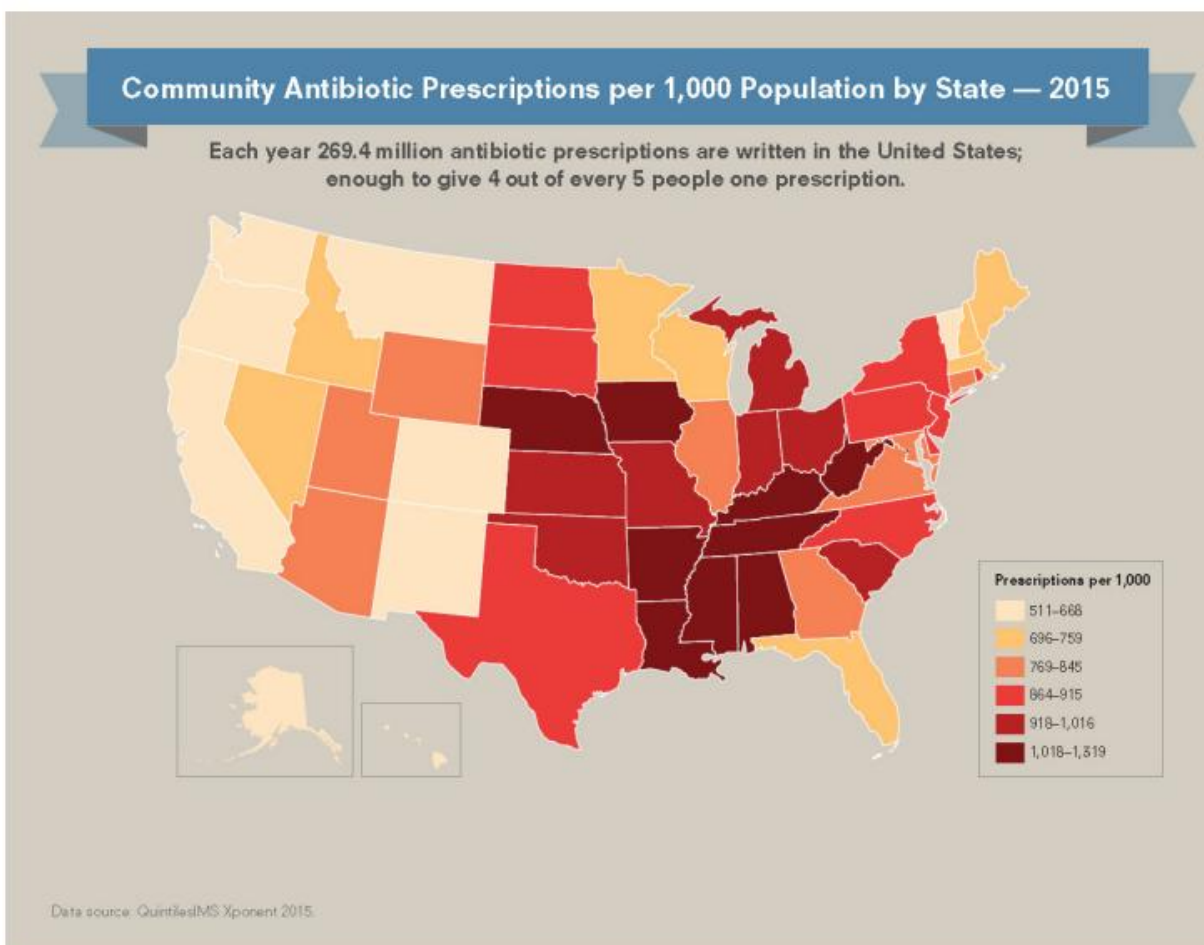 Community Antibiotic Prescriptions per 1,000 Population by State — 2015
Each year 269.4 million antibiotic prescriptions are written in the United States;
enough to give 4 out of every 5 people one prescription.
Prescriptions per 1,000
511–668
696–759
769–845
864–915
918–1,016
1,018–1,319
Data source: QuintilesIMS Xponent 2015.